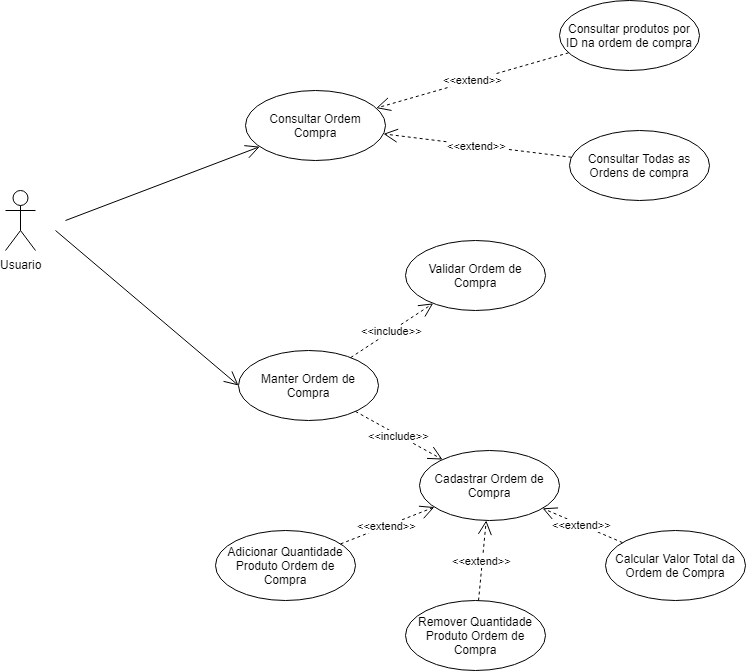 Consultar produtos por
ID na ordem de compra
<<extend>>
Consultar Ordem
Compra
<<extend>>
Consultar Todas as
Ordens de compra
Usuario
Validar Ordem de
Compra
<<include>>
Manter Ordem de
Compra
<<include>>
Cadastrar Ordem de
Compra
<<extend>>
<<extend>>
Adicionar Quantidade
Produto Ordem de
Compra
<<extend>>
Calcular Valor Total da
Ordem de Compra
Remover Quantidade
Produto Ordem de
Compra